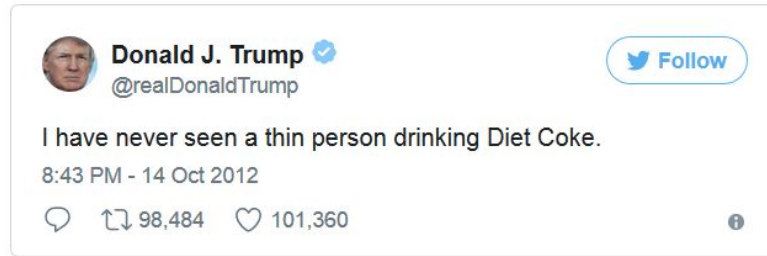 Donald J. Trump
Follow
@realDonaldTrump
I have never seen a thin person drinking Diet Coke.
8:43 PM - 14 Oct 2012
98,484 101,360